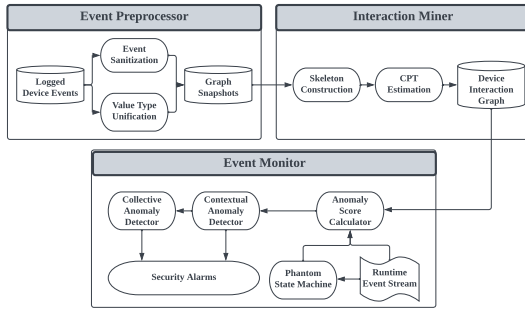 Event Preprocessor
Interaction Miner
Logged
Device Events
Event
Sanitization
Value Type
Unification
Graph
Snapshots
Skeleton
Construction
CPT
Estimation
Device
Interaction
Graph
Event Monitor
Collective
Anomaly
Detector
Contextual
Anomaly
Detector
Anomaly
Score
Calculator
Security Alarms
Phantom
State Machine
Runtime
Event Stream